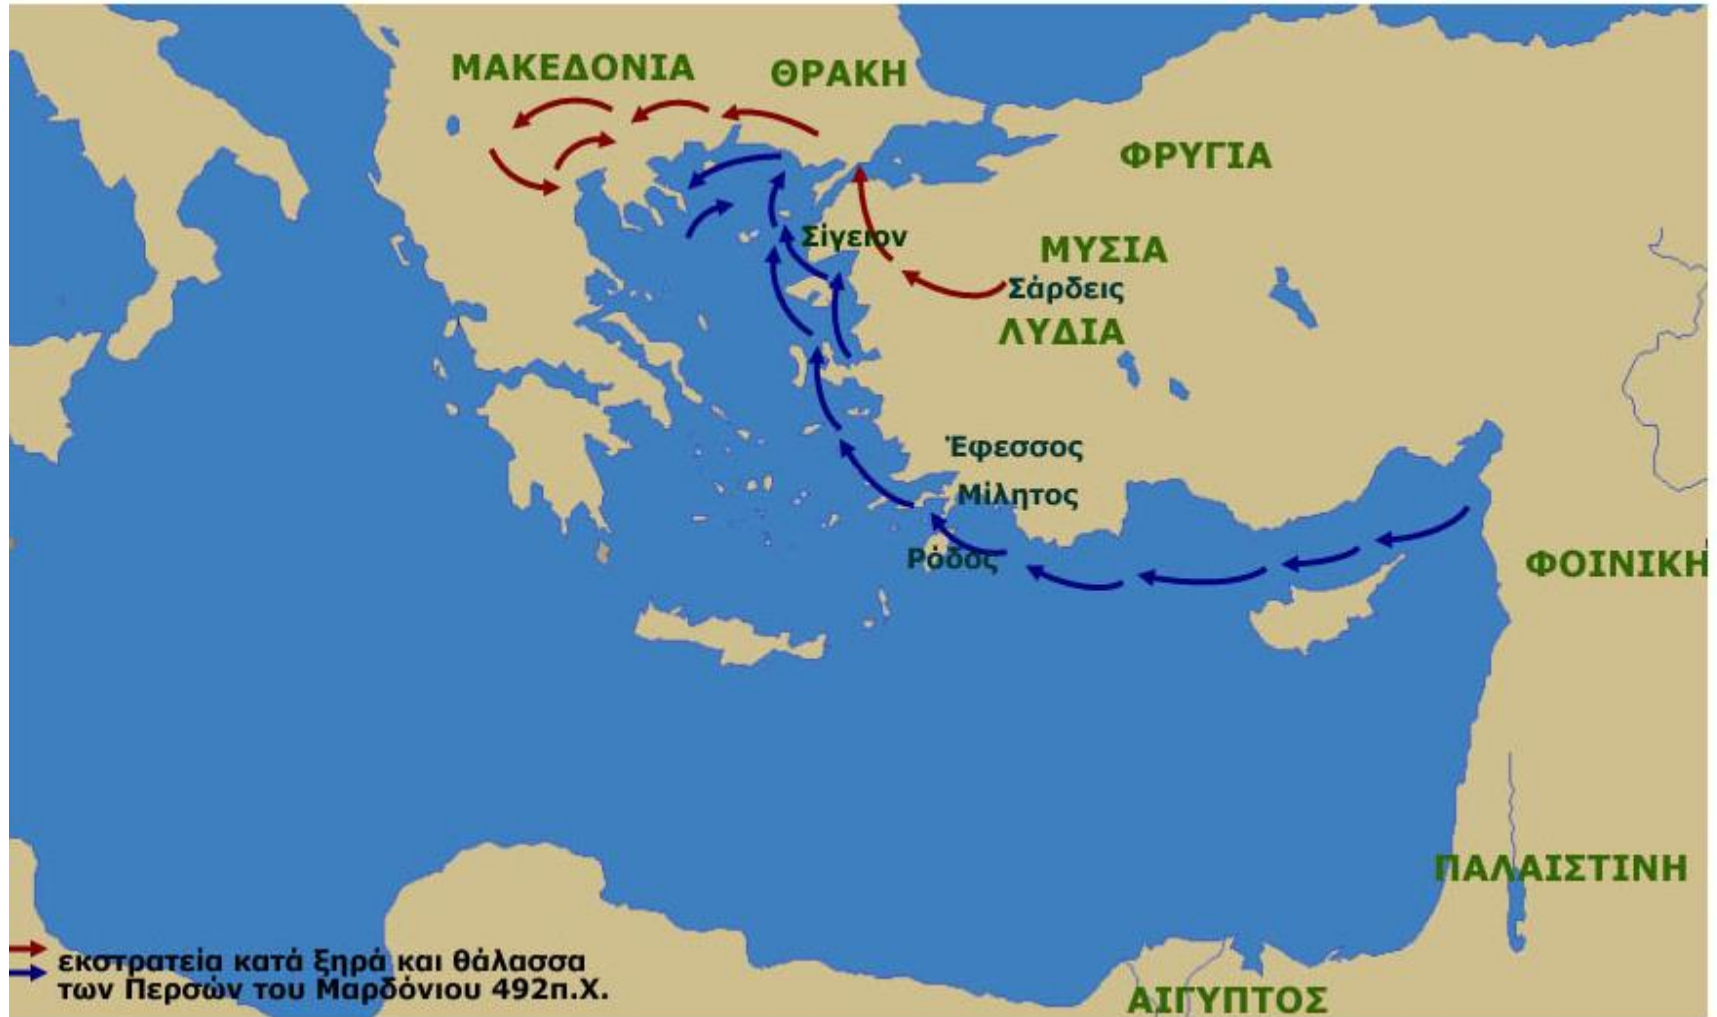 ΜΑΚΕΔΟΝΙΑ
ΘΡΑΚΗ
ΦΡΥΓΙΑ
Σίγειον
ΜΥΣΙΑ
Σάρδεις
ΛΥΔΙΑ
Έφεσσος
Μίλητος
Ρόδος
ΦΟΙΝΙΚΗ
ΠΑΛΑΙΣΤΙΝΗ
εκστρατεία κατά ξηρά και θάλασσα
των Περσών του Μαρδόνιου 492π.Χ.
ΑΙΓΥΠΤΟΣ